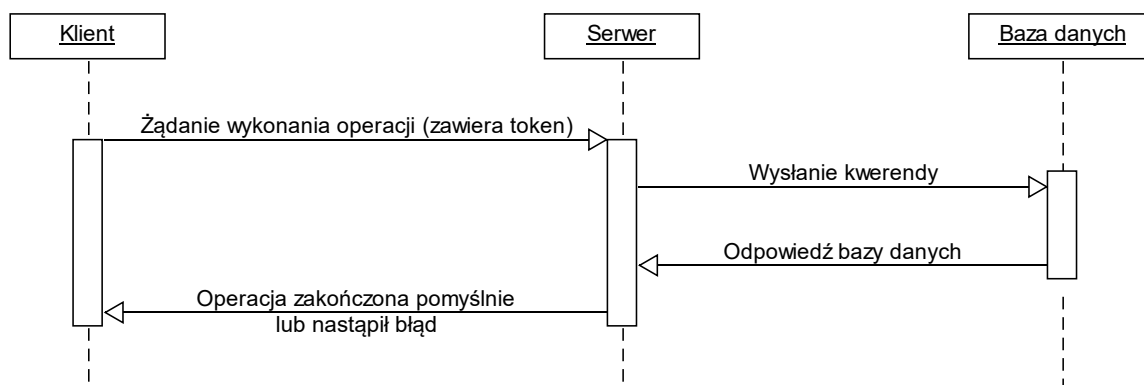 Klient
Serwer
Baza danych
Żądanie wykonania operacji (zawiera token)
Wysłanie kwerendy
Odpowiedź bazy danych
Operacja zakończona pomyślnie
lub nastąpił błąd